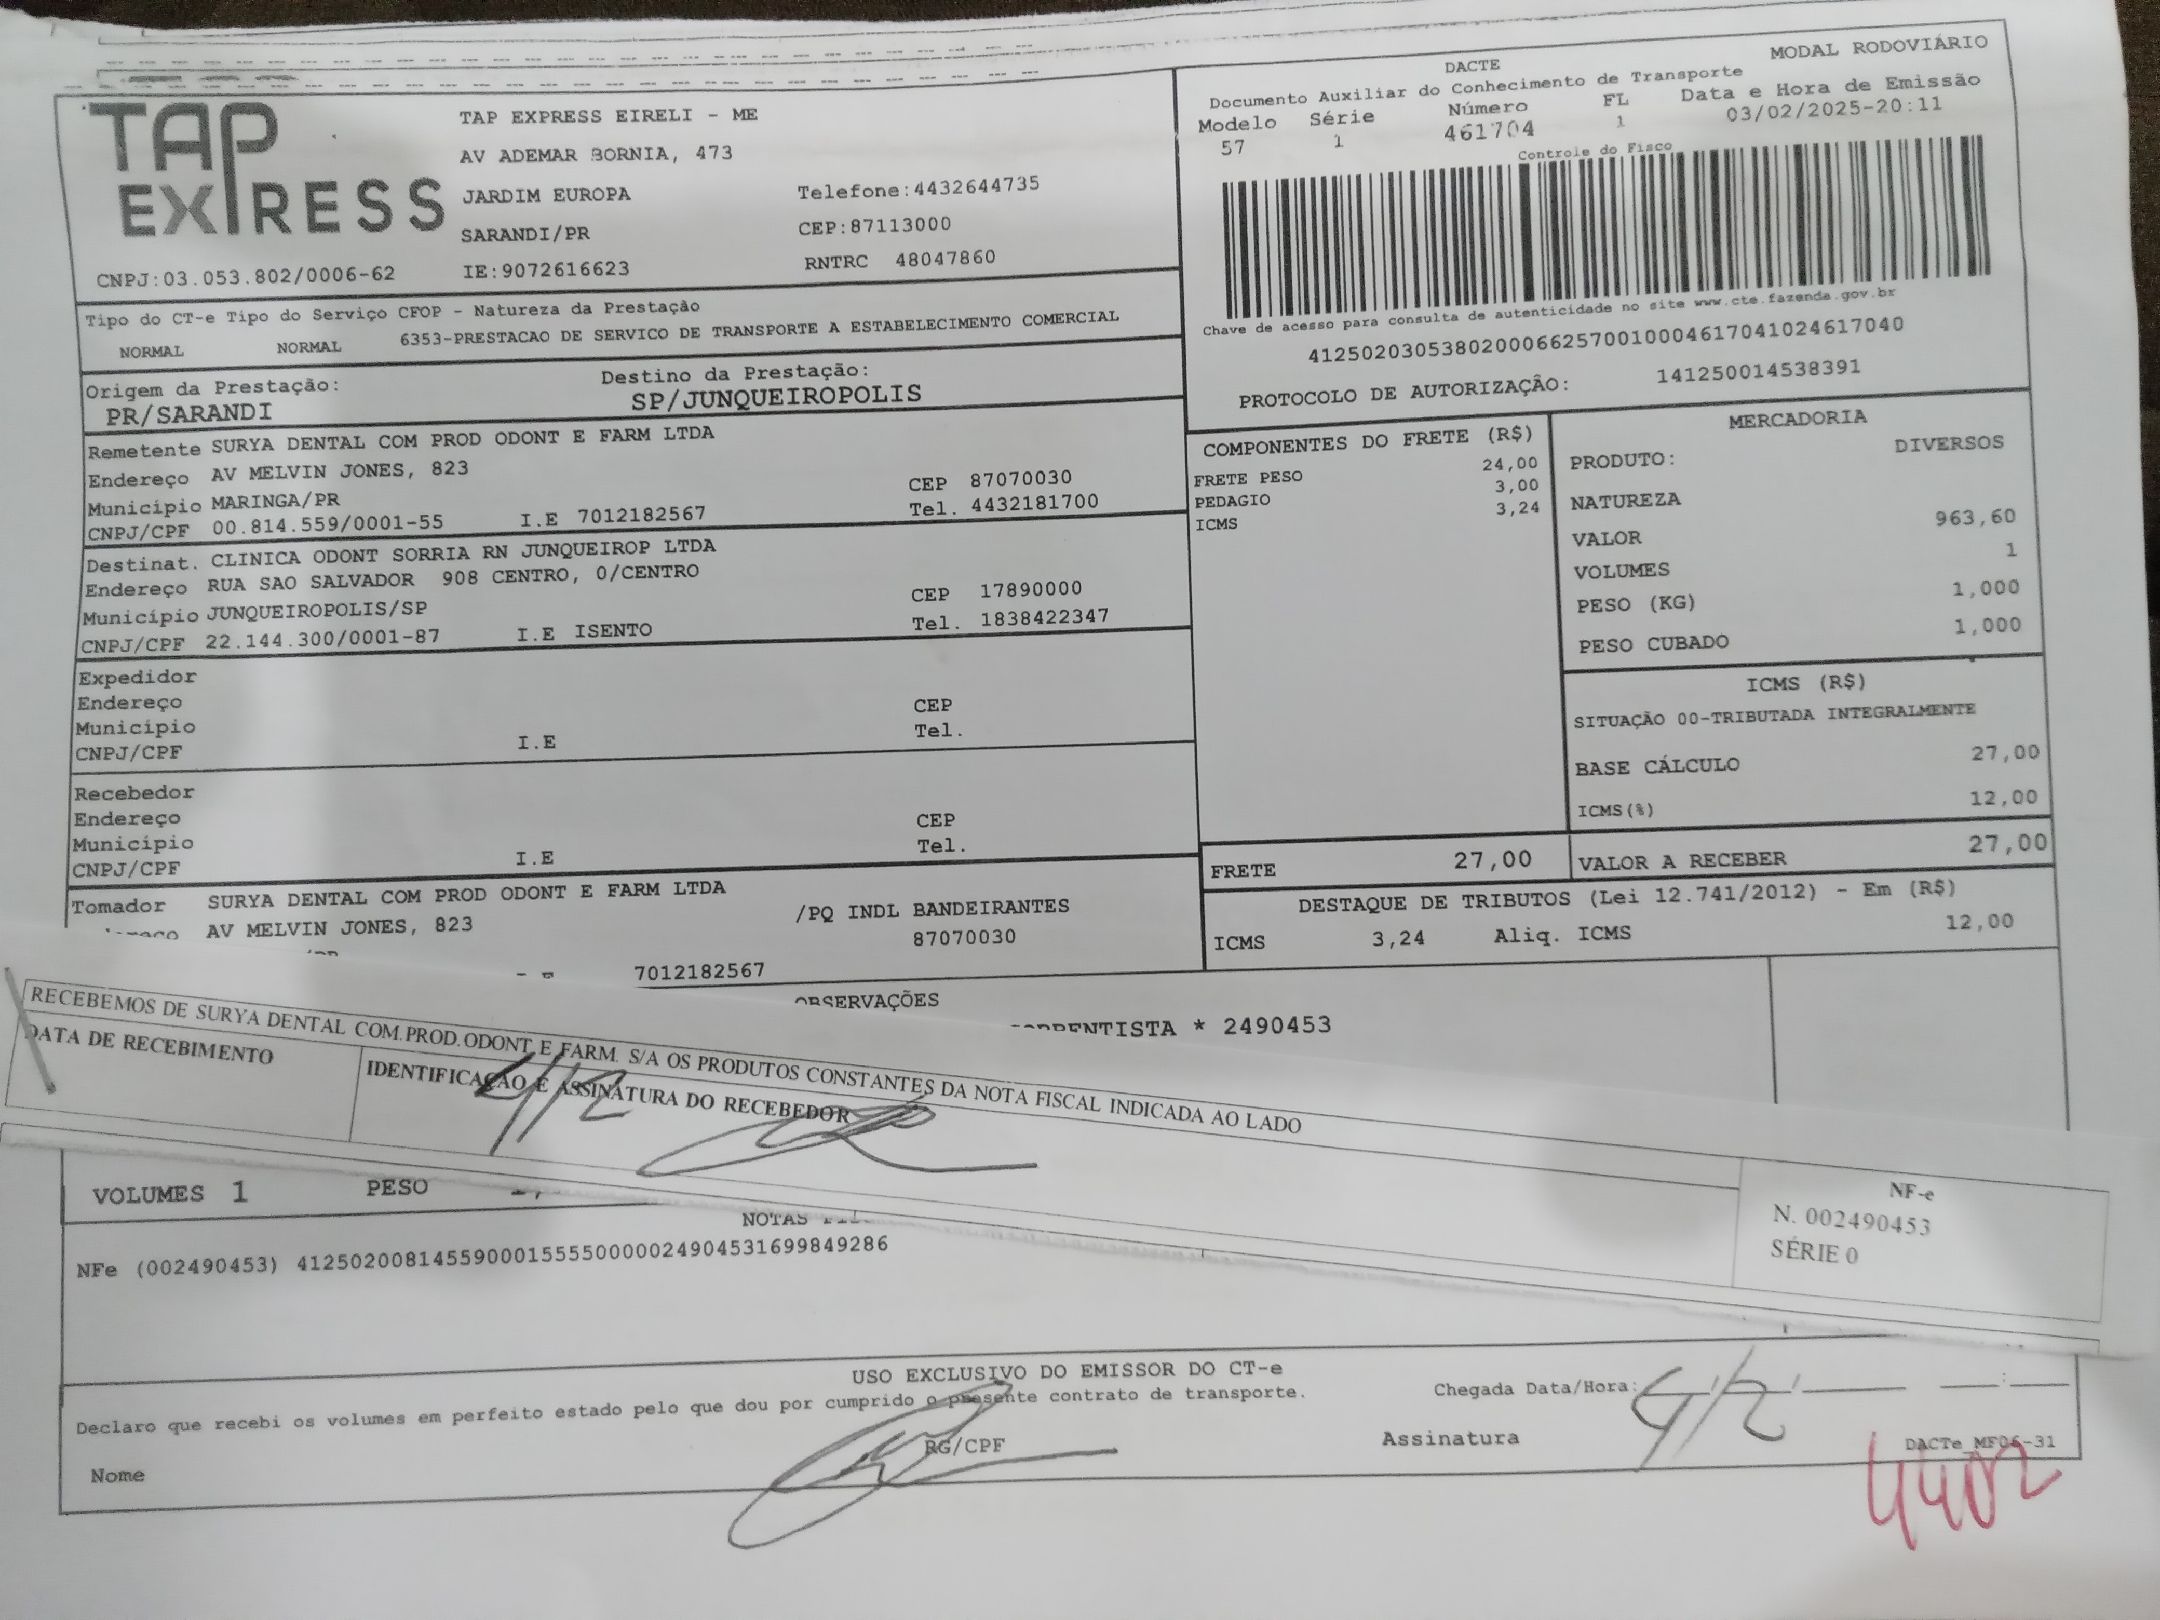 TAP
EXPRESS
TAP EXPRESS EIRELI - ME
AV ADEMAR BORNIA, 473
JARDIM EUROPA Telefone:4432644735
SARANDI/PR CEP:87113000
CNPJ:03.053.802/0006-62 IE:9072616623 RNTRC 48047860
DACTE MODAL RODOVIÁRIO
Documento Auxiliar do Conhecimento de Transporte
Modelo Série Número FL Data e Hora de Emissão
57 1 461704 1 03/02/2025-20:11
Controle do Fisco
Chave de acesso para consulta de autenticidade no site www.cte.fazenda.gov.br
41250203053802000662570010004617041024617040
PROTOCOLO DE AUTORIZAÇÃO: 141250014538391
Tipo do CT-e Tipo do Serviço CFOP - Natureza da Prestação
NORMAL NORMAL 6353-PRESTACAO DE SERVICO DE TRANSPORTE A ESTABELECIMENTO COMERCIAL
Origem da Prestação: Destino da Prestação:
PR/SARANDI SP/JUNQUEIROPOLIS
Remetente SURYA DENTAL COM PROD ODONT E FARM LTDA
Endereço AV MELVIN JONES, 823
Município MARINGA/PR CEP 87070030
CNPJ/CPF 00.814.559/0001-55 I.E 7012182567 Tel. 4432181700
Destinat. CLINICA ODONT SORRIA RN JUNQUEIROP LTDA
Endereço RUA SAO SALVADOR 908 CENTRO, 0/CENTRO
Município JUNQUEIROPOLIS/SP CEP 17890000
CNPJ/CPF 22.144.300/0001-87 I.E ISENTO Tel. 1838422347
Expedidor
Endereço
Município CEP
CNPJ/CPF I.E Tel.
Recebedor
Endereço
Município CEP
CNPJ/CPF I.E Tel.
Tomador SURYA DENTAL COM PROD ODONT E FARM LTDA
AV MELVIN JONES, 823 /PQ INDL BANDEIRANTES
87070030
7012182567
COMPONENTES DO FRETE (R$)
FRETE PESO 24,00
PEDAGIO 3,00
ICMS 3,24
MERCADORIA
PRODUTO: DIVERSOS
NATUREZA
VALOR 963,60
VOLUMES 1
PESO (KG) 1,000
PESO CUBADO 1,000
ICMS (R$)
SITUAÇÃO 00-TRIBUTADA INTEGRALMENTE
BASE CÁLCULO 27,00
ICMS(%) 12,00
FRETE 27,00 VALOR A RECEBER 27,00
DESTAQUE DE TRIBUTOS (Lei 12.741/2012) - Em (R$)
ICMS 3,24 Aliq. ICMS 12,00
OBSERVAÇÕES
* 2490453
RECEBEMOS DE SURYA DENTAL COM.PROD.ODONT. E FARM. S/A OS PRODUTOS CONSTANTES DA NOTA FISCAL INDICADA AO LADO
DATA DE RECEBIMENTO IDENTIFICAÇÃO E ASSINATURA DO RECEBEDOR
4/2
NF-e
N. 002490453
SÉRIE 0
VOLUMES 1 PESO
NOTAS
NFe (002490453) 41250200814559000155550000024904531699849286
USO EXCLUSIVO DO EMISSOR DO CT-e
Declaro que recebi os volumes em perfeito estado pelo que dou por cumprido o presente contrato de transporte.
Chegada Data/Hora: 4/2
Nome RG/CPF Assinatura
DACTe_MF06-31